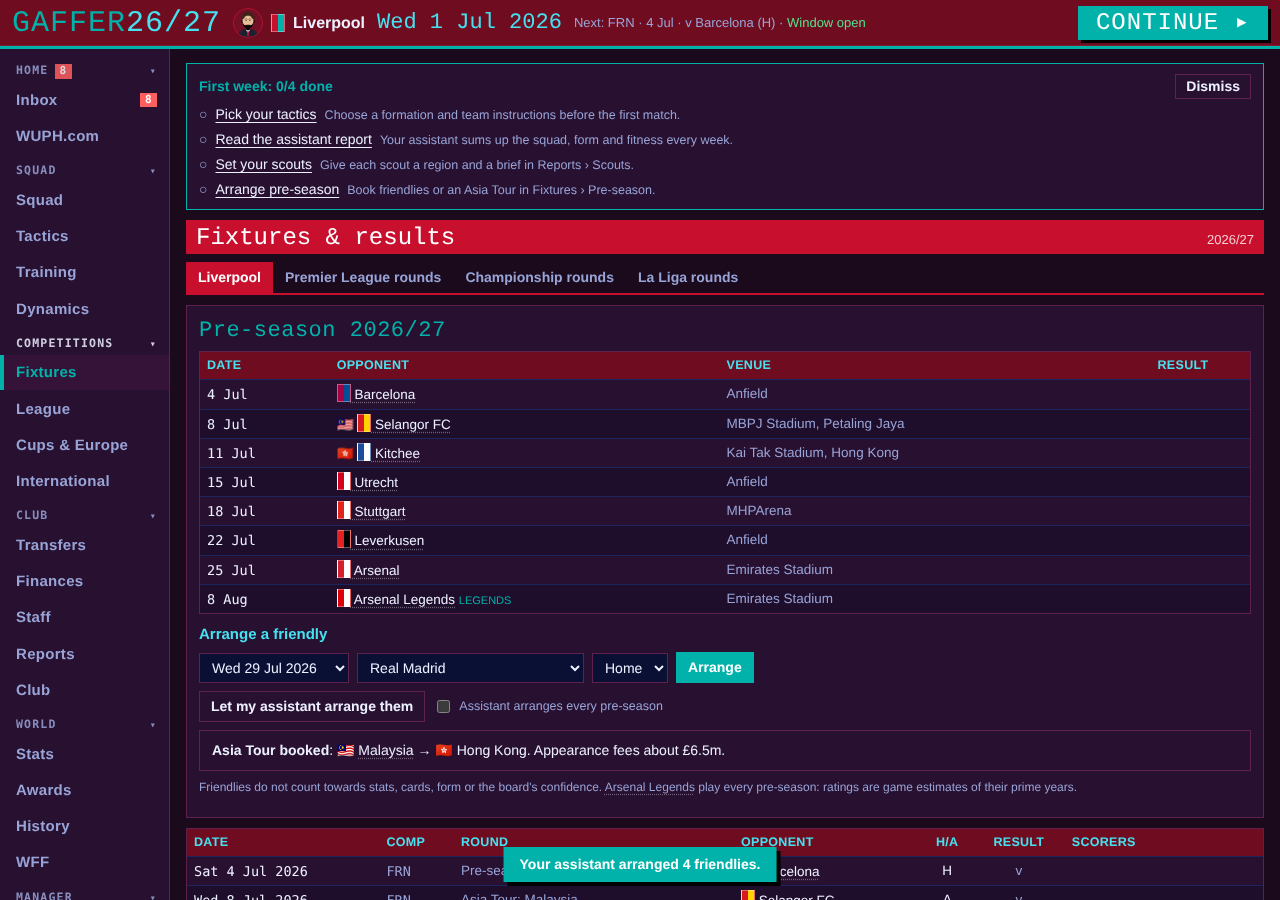 GAFFER26/27 Liverpool Wed 1 Jul 2026 Next: FRN · 4 Jul · v Barcelona (H) · Window open CONTINUE ►
HOME 8 ▾
Inbox 8
WUPH.com
SQUAD ▾
Squad
Tactics
Training
Dynamics
COMPETITIONS ▾
Fixtures
League
Cups & Europe
International
CLUB ▾
Transfers
Finances
Staff
Reports
Club
WORLD ▾
Stats
Awards
History
WFF
MANAGER ▾
First week: 0/4 done Dismiss
○ Pick your tactics Choose a formation and team instructions before the first match.
○ Read the assistant report Your assistant sums up the squad, form and fitness every week.
○ Set your scouts Give each scout a region and a brief in Reports › Scouts.
○ Arrange pre-season Book friendlies or an Asia Tour in Fixtures › Pre-season.
Fixtures & results 2026/27
Liverpool Premier League rounds Championship rounds La Liga rounds
Pre-season 2026/27
DATE OPPONENT VENUE RESULT
4 Jul Barcelona Anfield
8 Jul Selangor FC MBPJ Stadium, Petaling Jaya
11 Jul Kitchee Kai Tak Stadium, Hong Kong
15 Jul Utrecht Anfield
18 Jul Stuttgart MHPArena
22 Jul Leverkusen Anfield
25 Jul Arsenal Emirates Stadium
8 Aug Arsenal Legends LEGENDS Emirates Stadium
Arrange a friendly
Wed 29 Jul 2026 Real Madrid Home Arrange
Let my assistant arrange them Assistant arranges every pre-season
Asia Tour booked: Malaysia → Hong Kong. Appearance fees about £6.5m.
Friendlies do not count towards stats, cards, form or the board's confidence. Arsenal Legends play every pre-season: ratings are game estimates of their prime years.
DATE COMP ROUND OPPONENT H/A RESULT SCORERS
Sat 4 Jul 2026 FRN H v
Your assistant arranged 4 friendlies.
Wed 8 Jul 2026 FRN Asia Tour: Malaysia Selangor FC A v